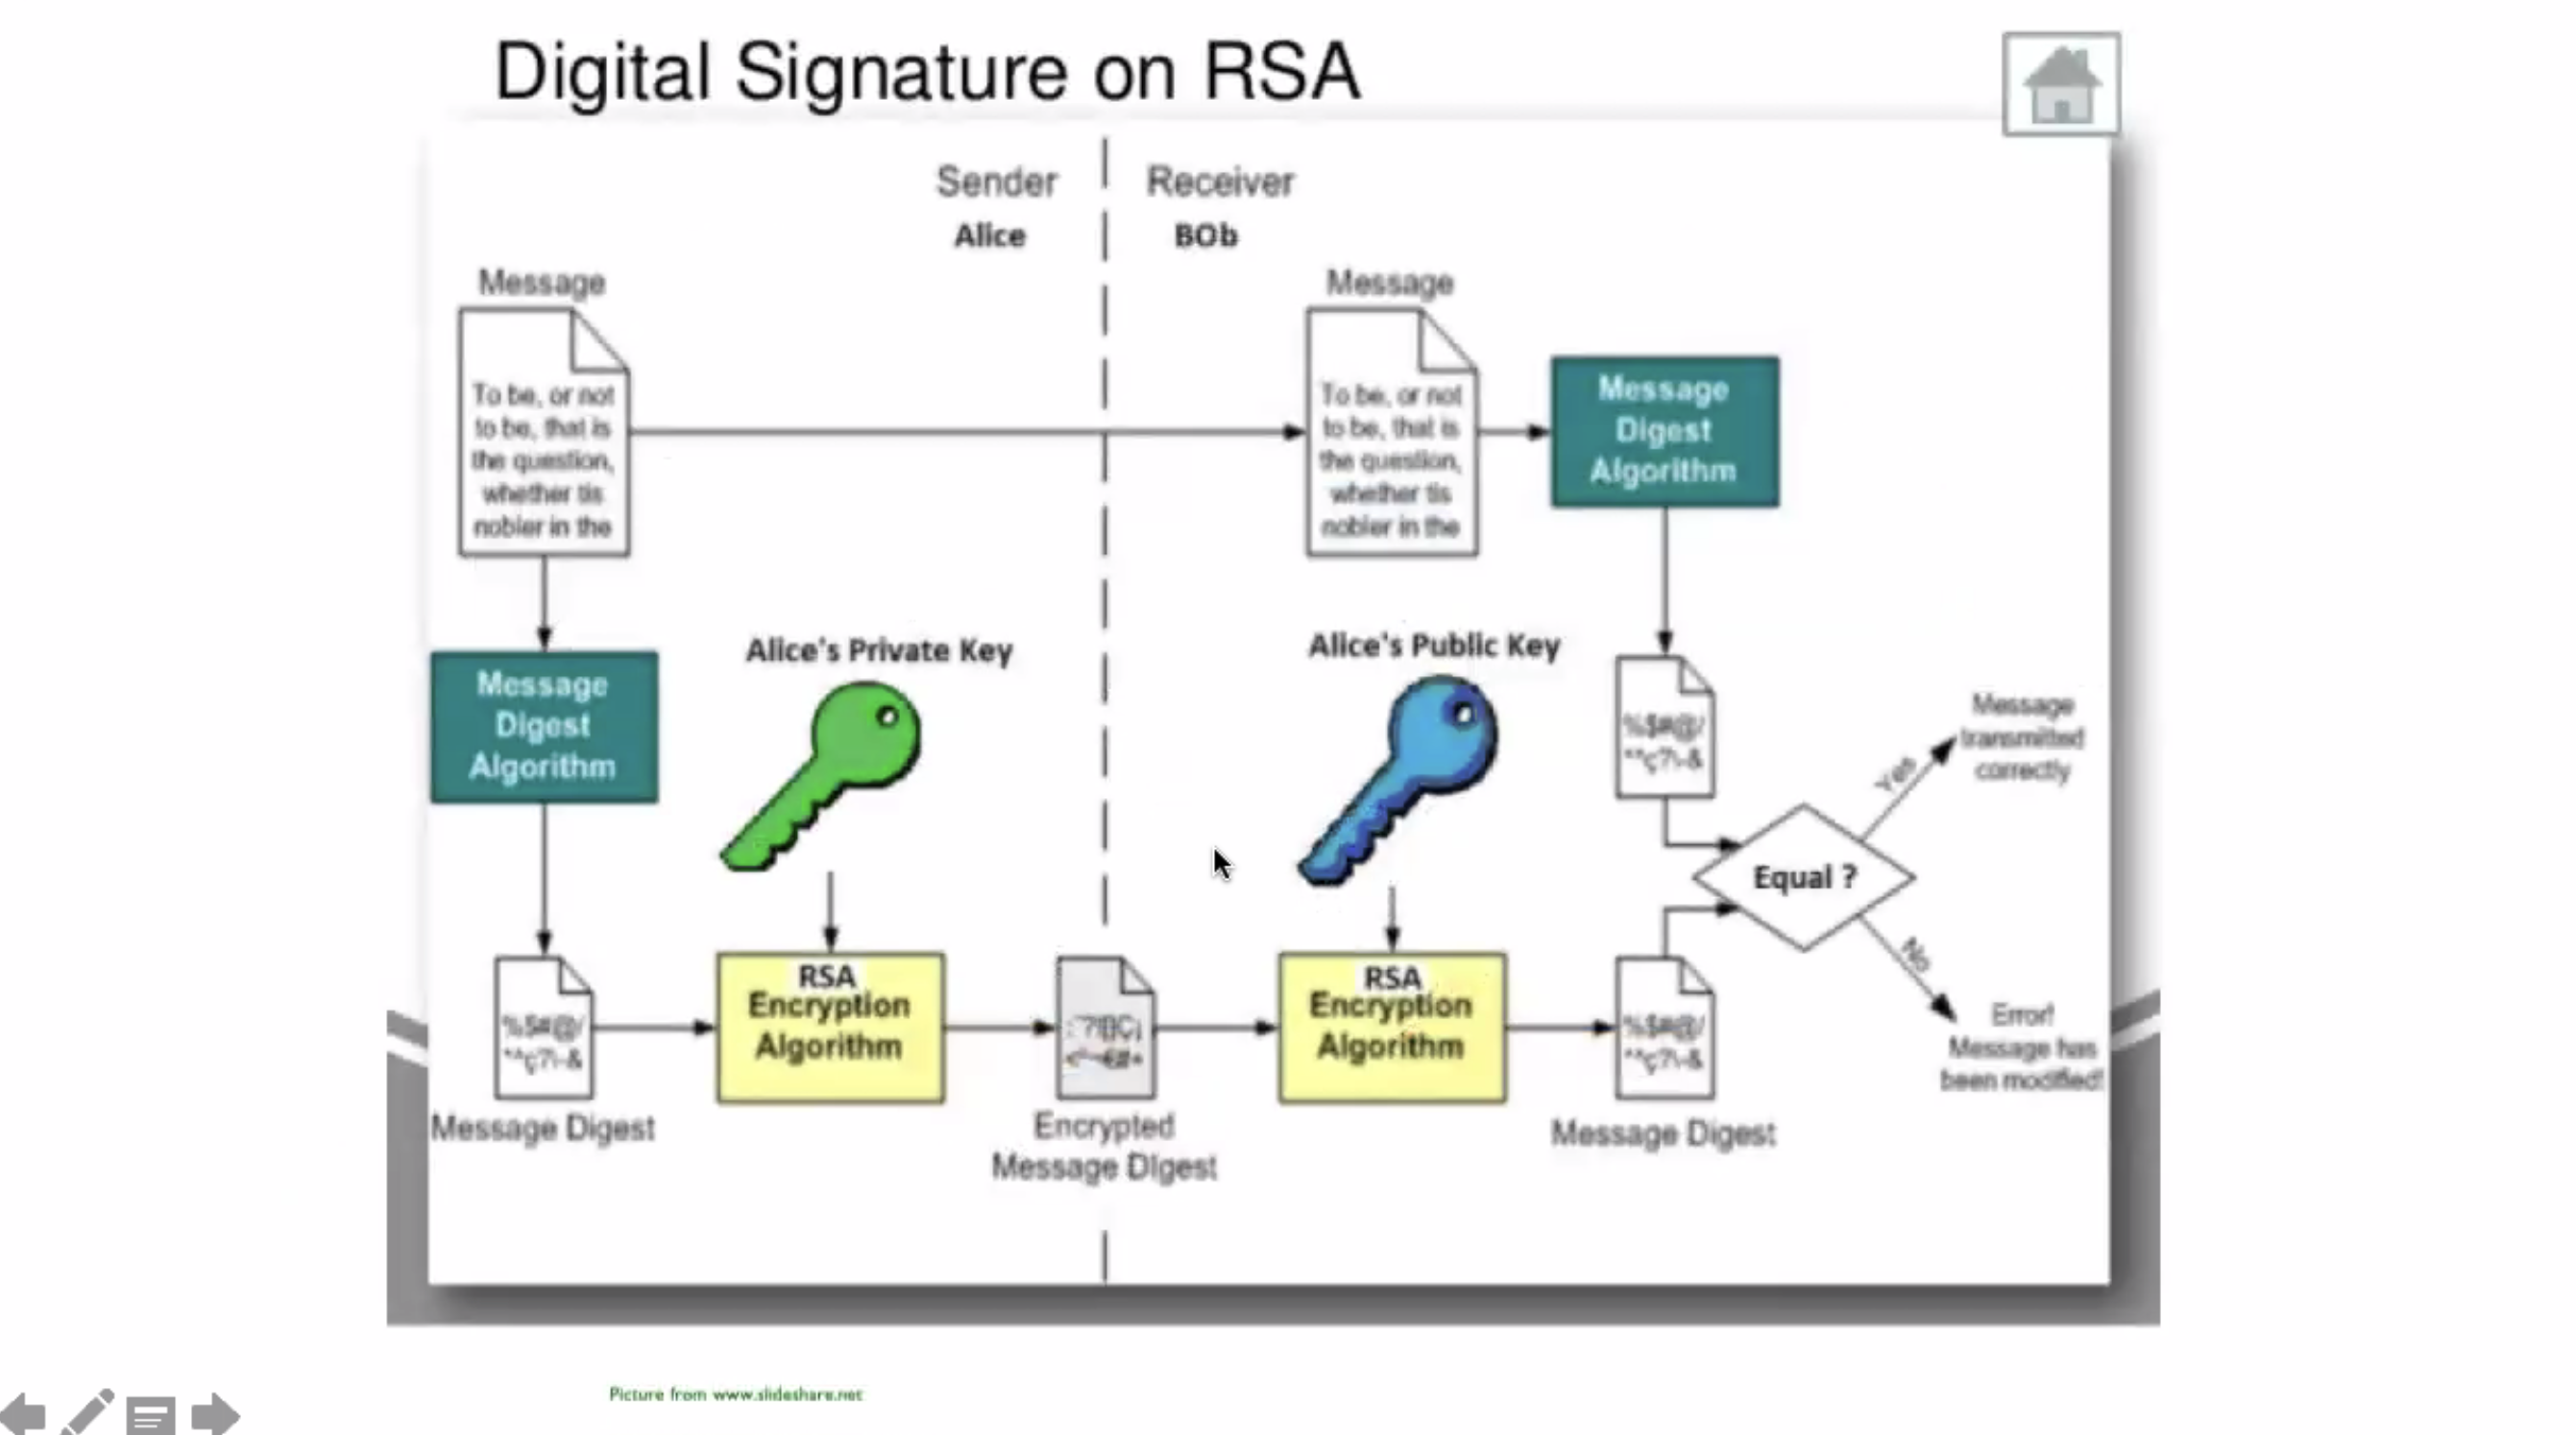 Digital Signature on RSA
Sender
Receiver
Alice
BOb
Message
To be, or not
to be, that is
the question,
whether tis
nobler in the
Message
To be, or not
to be, that is
the question,
whether tis
nobler in the
Message
Digest
Algorithm
Message
Digest
Algorithm
Alice's Private Key
Alice's Public Key
%$#@/
Message
transmitted
correctly
Yes
Equal ?
No
Error!
Message has
been modified!
%$#@/
Message Digest
RSA
Encryption
Algorithm
Encrypted
Message DIgest
RSA
Encryption
Algorithm
%$#@/
Message Digest
Picture from www.slideshare.net